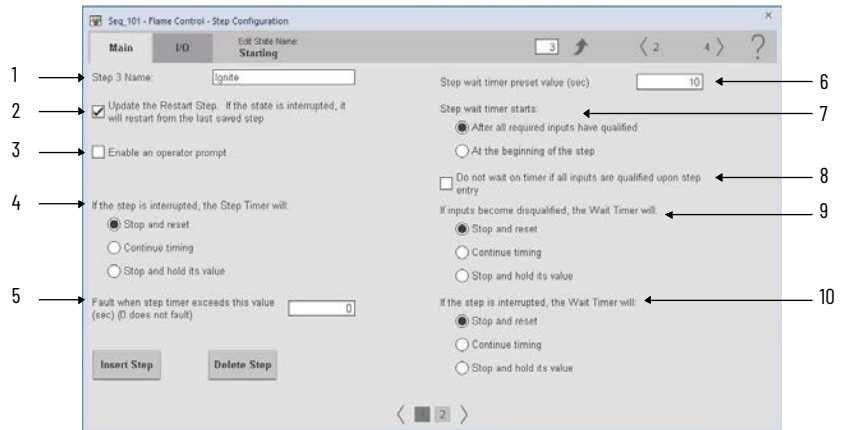 Seq_101 - Flame Control - Step Configuration
×
Main
I/O
Edit State Name:
Starting
3
2
4
?
1
Step 3 Name:
Ignite
2
Update the Restart Step. If the state is interrupted, it
will restart from the last saved step
3
Enable an operator prompt
4
If the step is interrupted, the Step Timer will:
Stop and reset
Continue timing
Stop and hold its value
5
Fault when step timer exceeds this value
(sec) (0 does not fault)
0
Insert Step
Delete Step
Step wait timer preset value (sec)
10
6
Step wait timer starts:
7
After all required inputs have qualified
At the beginning of the step
Do not wait on timer if all inputs are qualified upon step
entry
8
If inputs become disqualified, the Wait Timer will:
9
Stop and reset
Continue timing
Stop and hold its value
If the step is interrupted, the Wait Timer will:
10
Stop and reset
Continue timing
Stop and hold its value
1
2